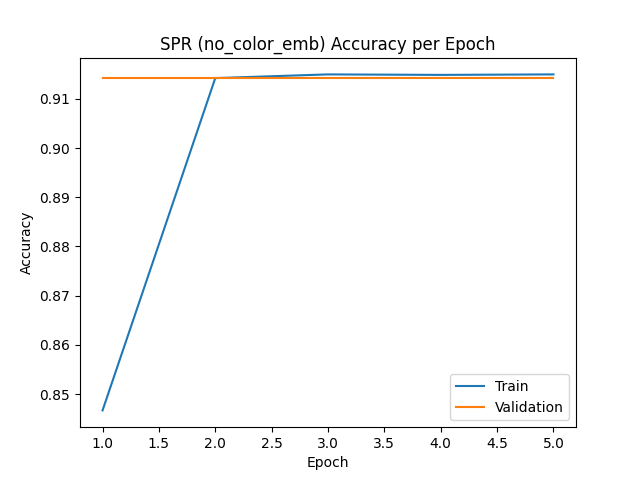 SPR (no_color_emb) Accuracy per Epoch
Accuracy
0.91
0.90
0.89
0.88
0.87
0.86
0.85
Train
Validation
1.0 1.5 2.0 2.5 3.0 3.5 4.0 4.5 5.0
Epoch